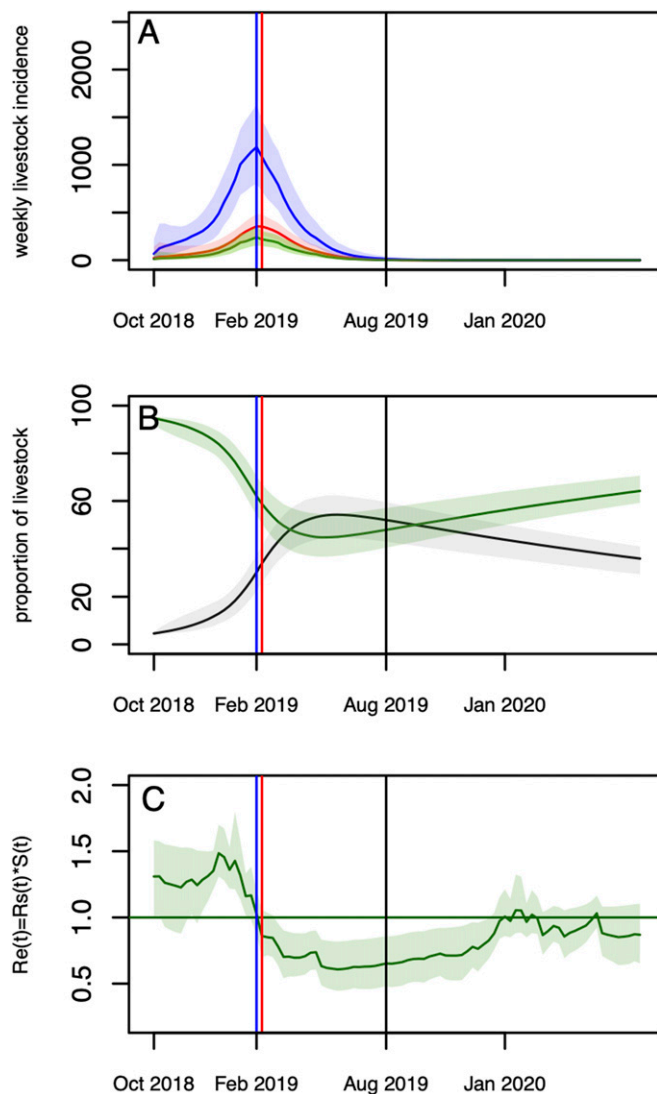 A
weekly livestock incidence
2000
1000
0
Oct 2018 Feb 2019 Aug 2019 Jan 2020
B
proportion of livestock
100
60
20
0
Oct 2018 Feb 2019 Aug 2019 Jan 2020
C
Re(t)=Rs(t)*S(t)
2.0
1.5
1.0
0.5
Oct 2018 Feb 2019 Aug 2019 Jan 2020